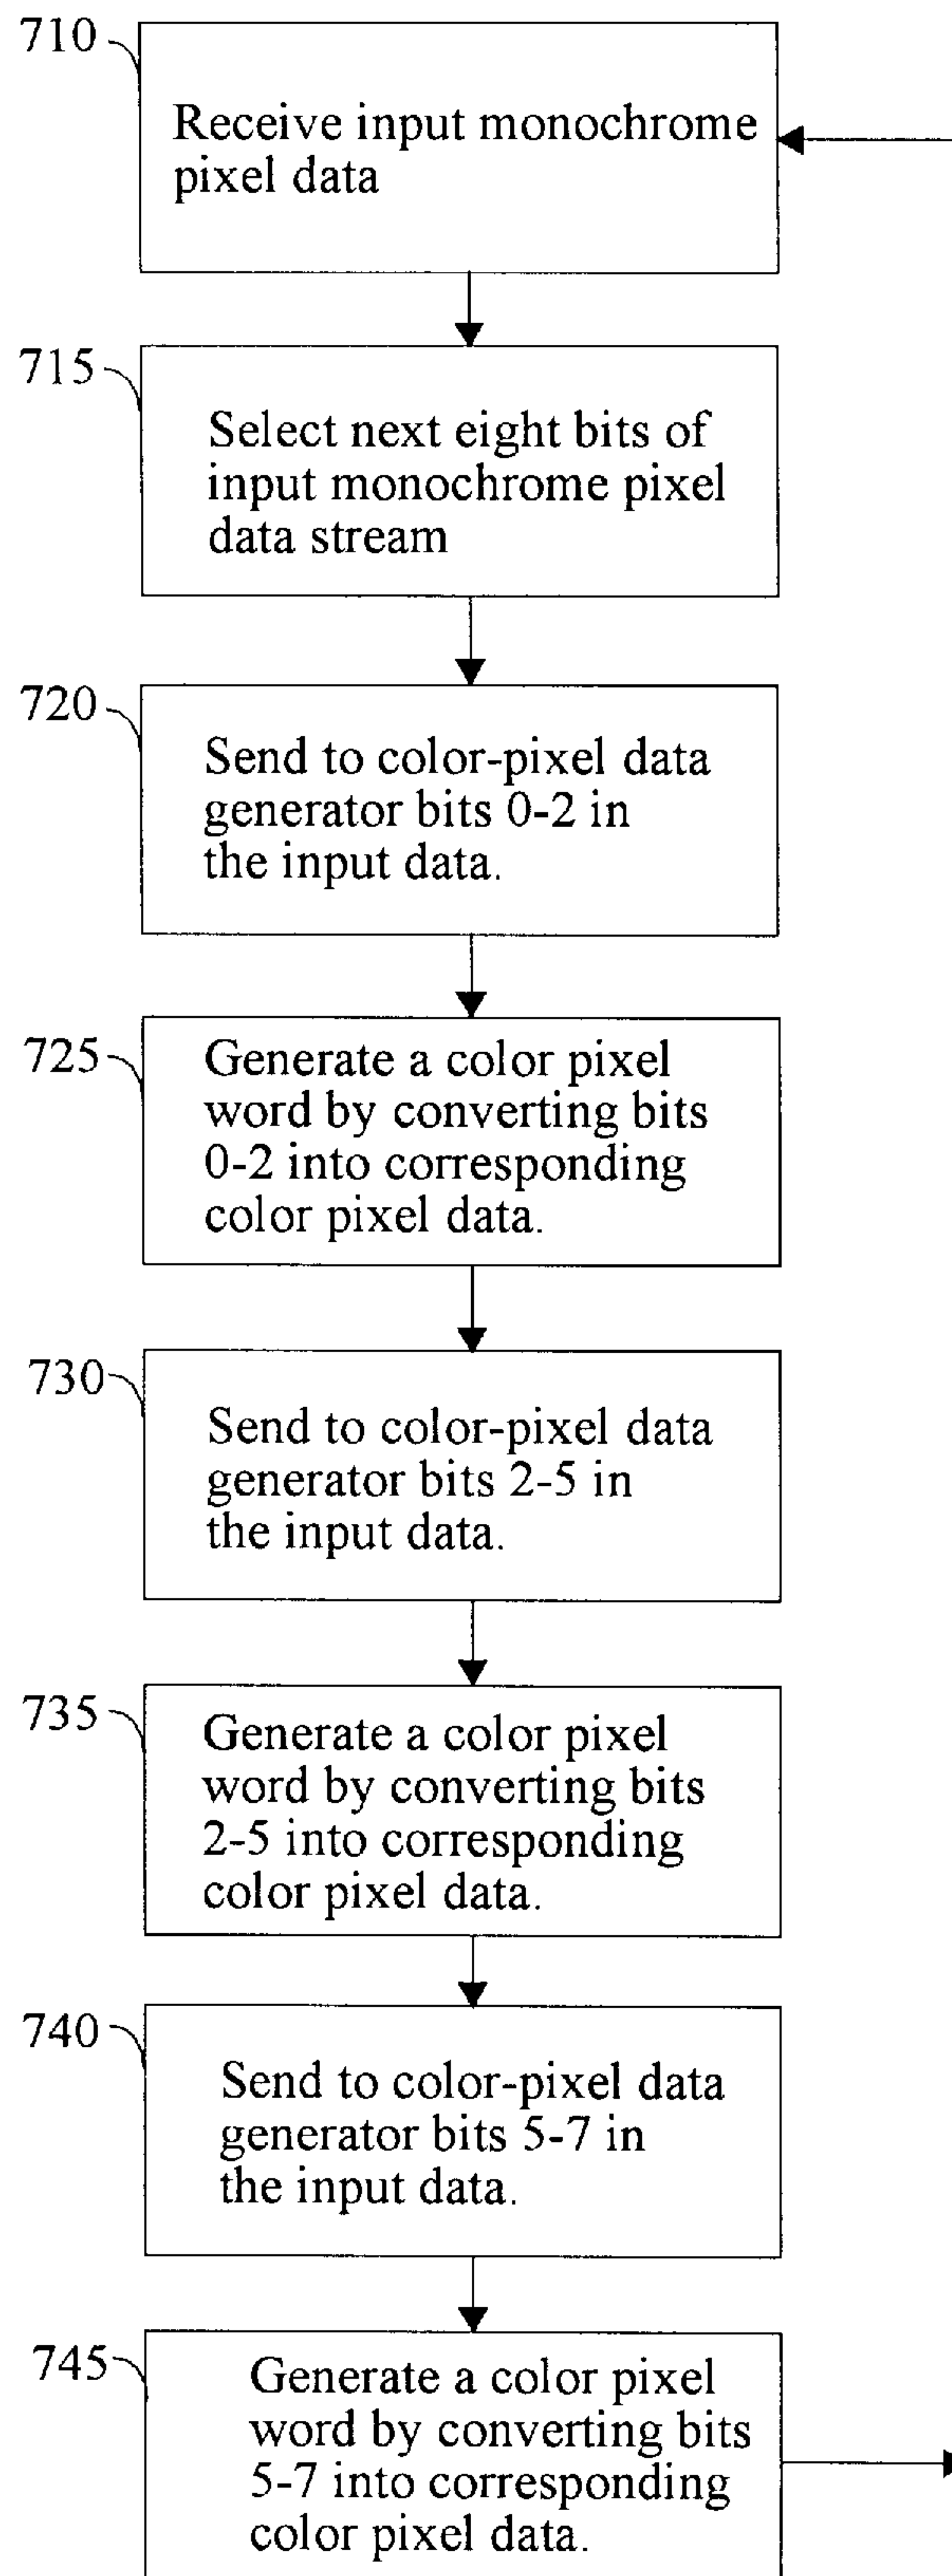 710
Receive input monochrome
pixel data
715
Select next eight bits of
input monochrome pixel
data stream
720
Send to color-pixel data
generator bits 0-2 in
the input data.
725
Generate a color pixel
word by converting bits
0-2 into corresponding
color pixel data.
730
Send to color-pixel data
generator bits 2-5 in
the input data.
735
Generate a color pixel
word by converting bits
2-5 into corresponding
color pixel data.
740
Send to color-pixel data
generator bits 5-7 in
the input data.
745
Generate a color pixel
word by converting bits
5-7 into corresponding
color pixel data.